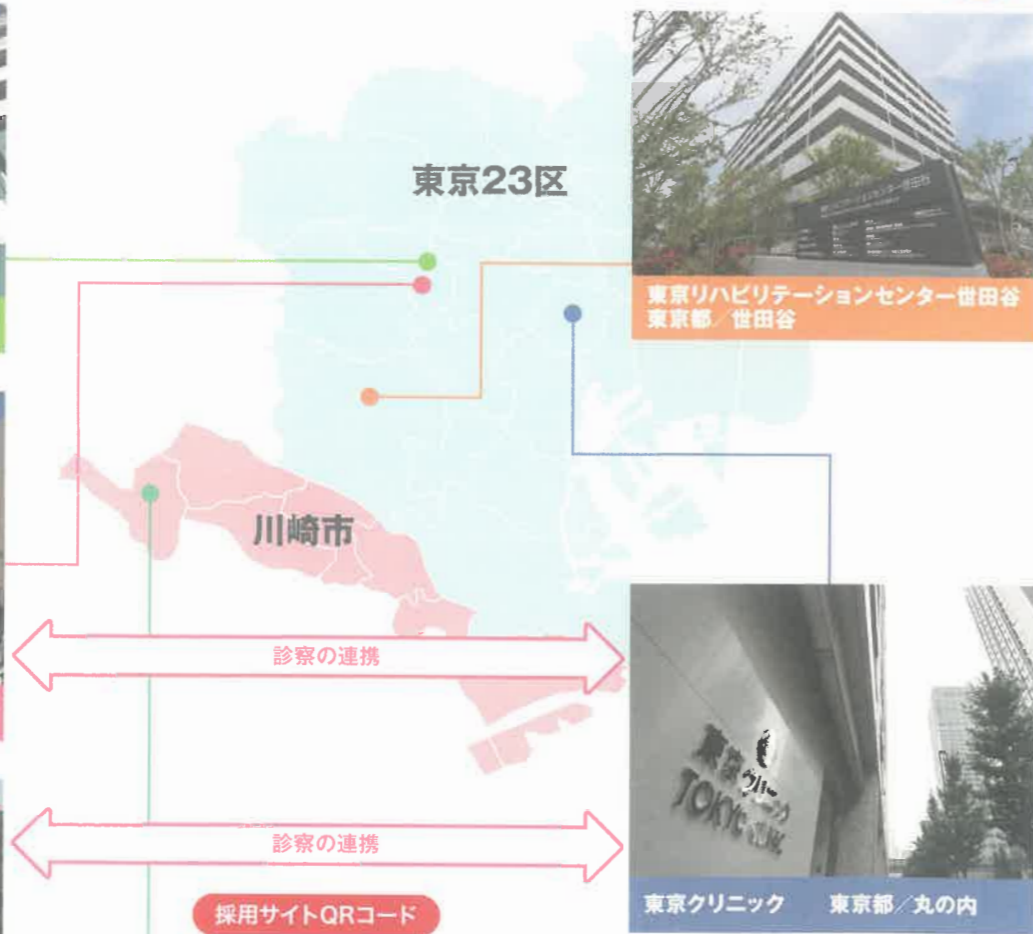 東京23区
東京リハビリテーションセンター世田谷
東京都/世田谷
川崎市
診察の連携
診察の連携
採用サイトQRコード
東京
TOKYO
東京クリニック 東京都/丸の内